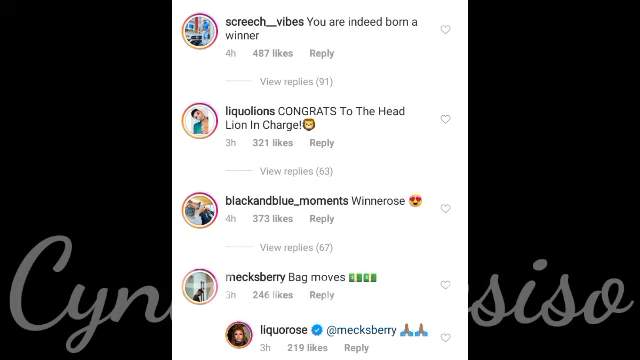 screech__vibes You are indeed born a
winner
4h 487 likes Reply
View replies (91)
liquolions CONGRATS To The Head
Lion In Charge!🦁
3h 321 likes Reply
View replies (63)
blackandblue_moments Winnerose 😍
4h 373 likes Reply
View replies (67)
mecksberry Bag moves 💵💵
3h 246 likes Reply
liquorose @mecksberry 🙏🏽🙏🏽
3h 219 likes Reply